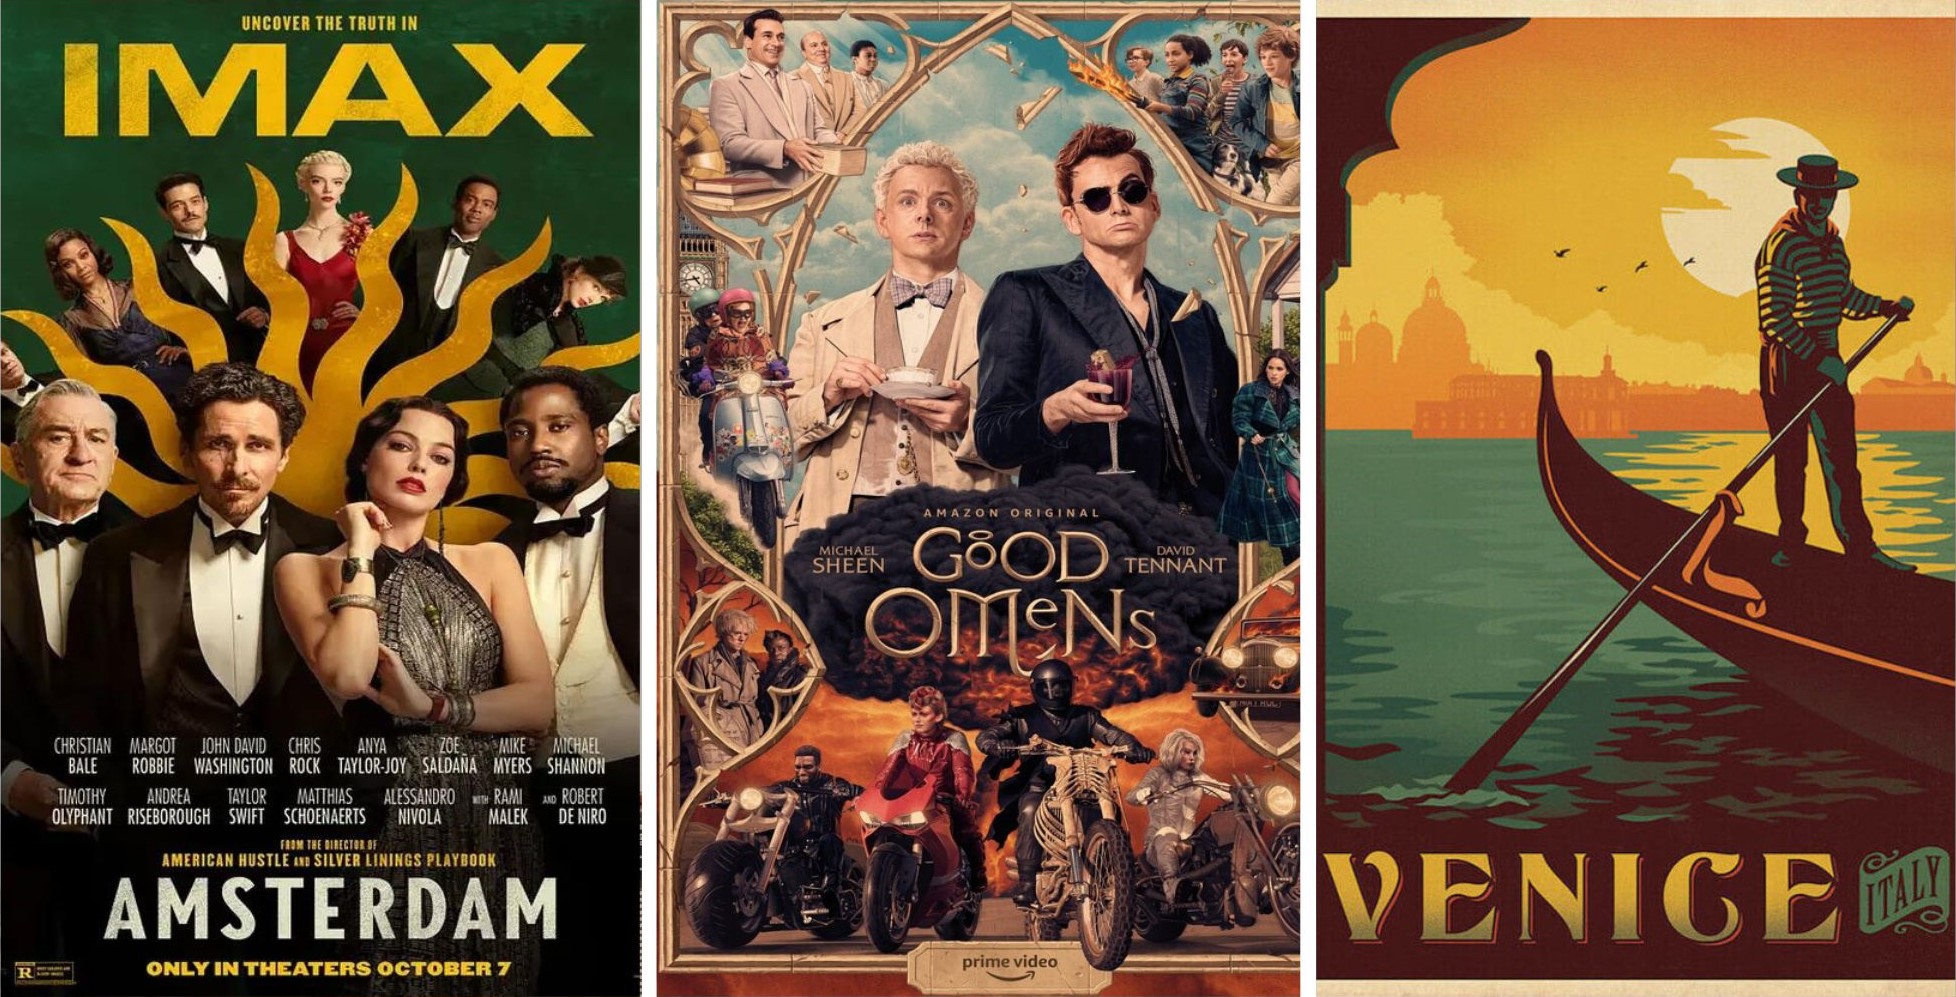 UNCOVER THE TRUTH IN
IMAX
CHRISTIAN BALE
MARGOT ROBBIE
JOHN DAVID WASHINGTON
CHRIS ROCK
ANYA TAYLOR-JOY
ZOE SALDAÑA
MIKE MYERS
MICHAEL SHANNON
TIMOTHY OLYPHANT
ANDREA RISEBOROUGH
TAYLOR SWIFT
MATTHIAS SCHOENAERTS
ALESSANDRO NIVOLA
WITH RAMI MALEK
AND ROBERT DE NIRO
FROM THE DIRECTOR OF
AMERICAN HUSTLE AND SILVER LININGS PLAYBOOK
AMSTERDAM
R
ONLY IN THEATERS OCTOBER 7
AMAZON ORIGINAL
MICHAEL SHEEN
GOOD OMENS
DAVID TENNANT
prime video
VENICE
ITALY